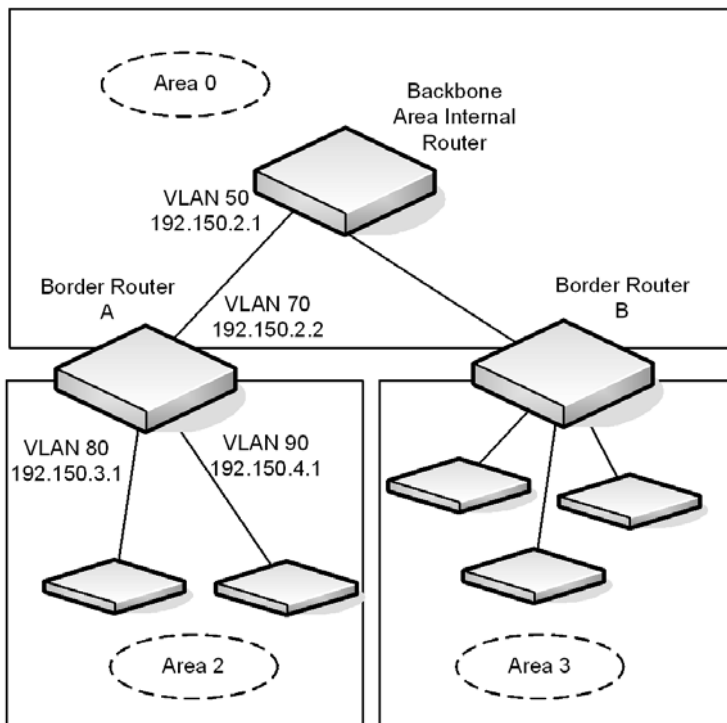 Area 0
Backbone
Area Internal
Router
VLAN 50
192.150.2.1
Border Router
A
VLAN 70
192.150.2.2
Border Router
B
VLAN 80
192.150.3.1
VLAN 90
192.150.4.1
Area 2
Area 3